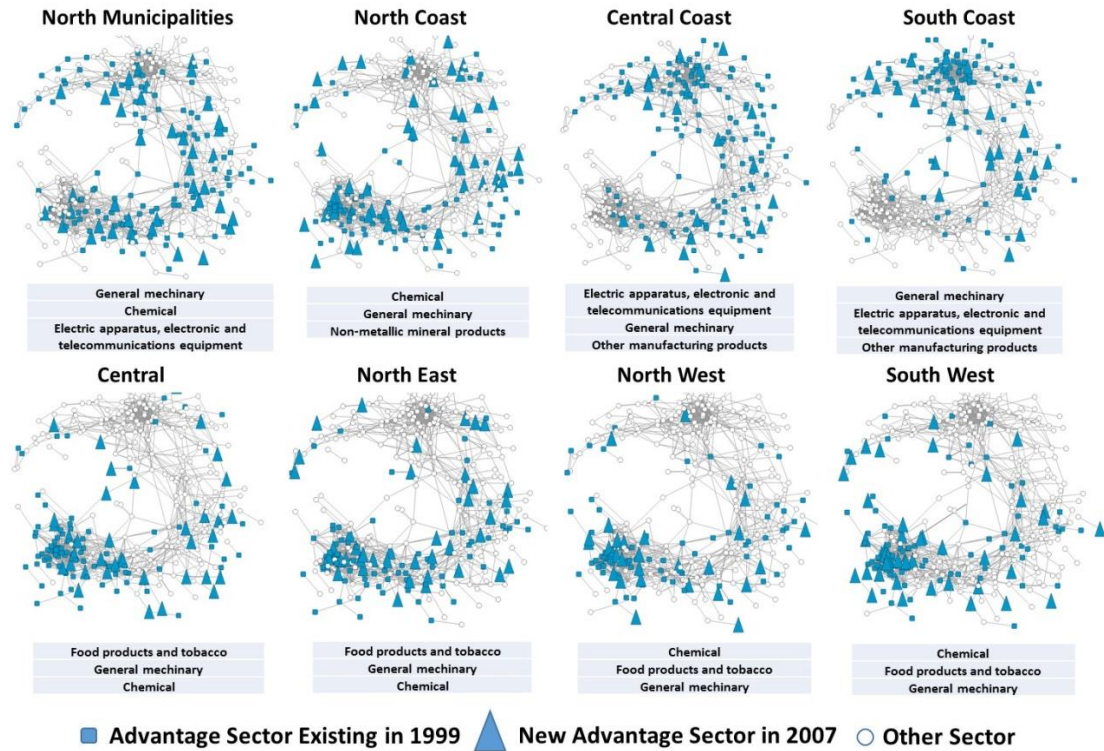 North Municipalities
North Coast
Central Coast
South Coast
General mechinary
Chemical
Electric apparatus, electronic and
telecommunications equipment
Chemical
General mechinary
Non-metallic mineral products
Electric apparatus, electronic and
telecommunications equipment
General mechinary
Other manufacturing products
General mechinary
Electric apparatus, electronic and
telecommunications equipment
Other manufacturing products
Central
North East
North West
South West
Food products and tobacco
General mechinary
Chemical
Food products and tobacco
General mechinary
Chemical
Chemical
Food products and tobacco
General mechinary
Chemical
Food products and tobacco
General mechinary
Advantage Sector Existing in 1999
New Advantage Sector in 2007
Other Sector